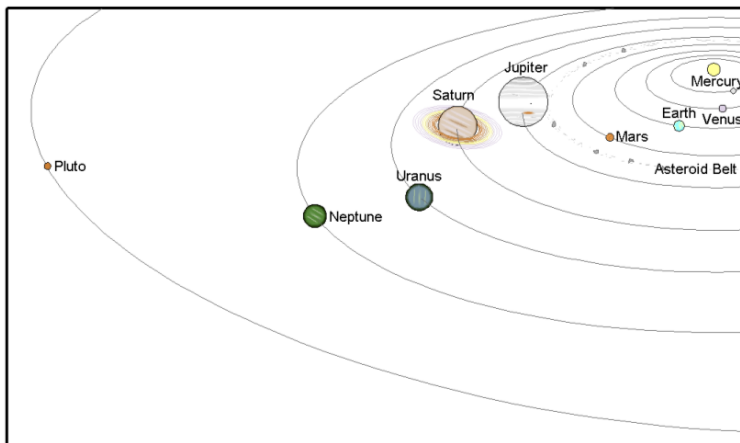 Jupiter
Mercury
Saturn
Earth
Venus
Mars
Pluto
Asteroid Belt
Uranus
Neptune